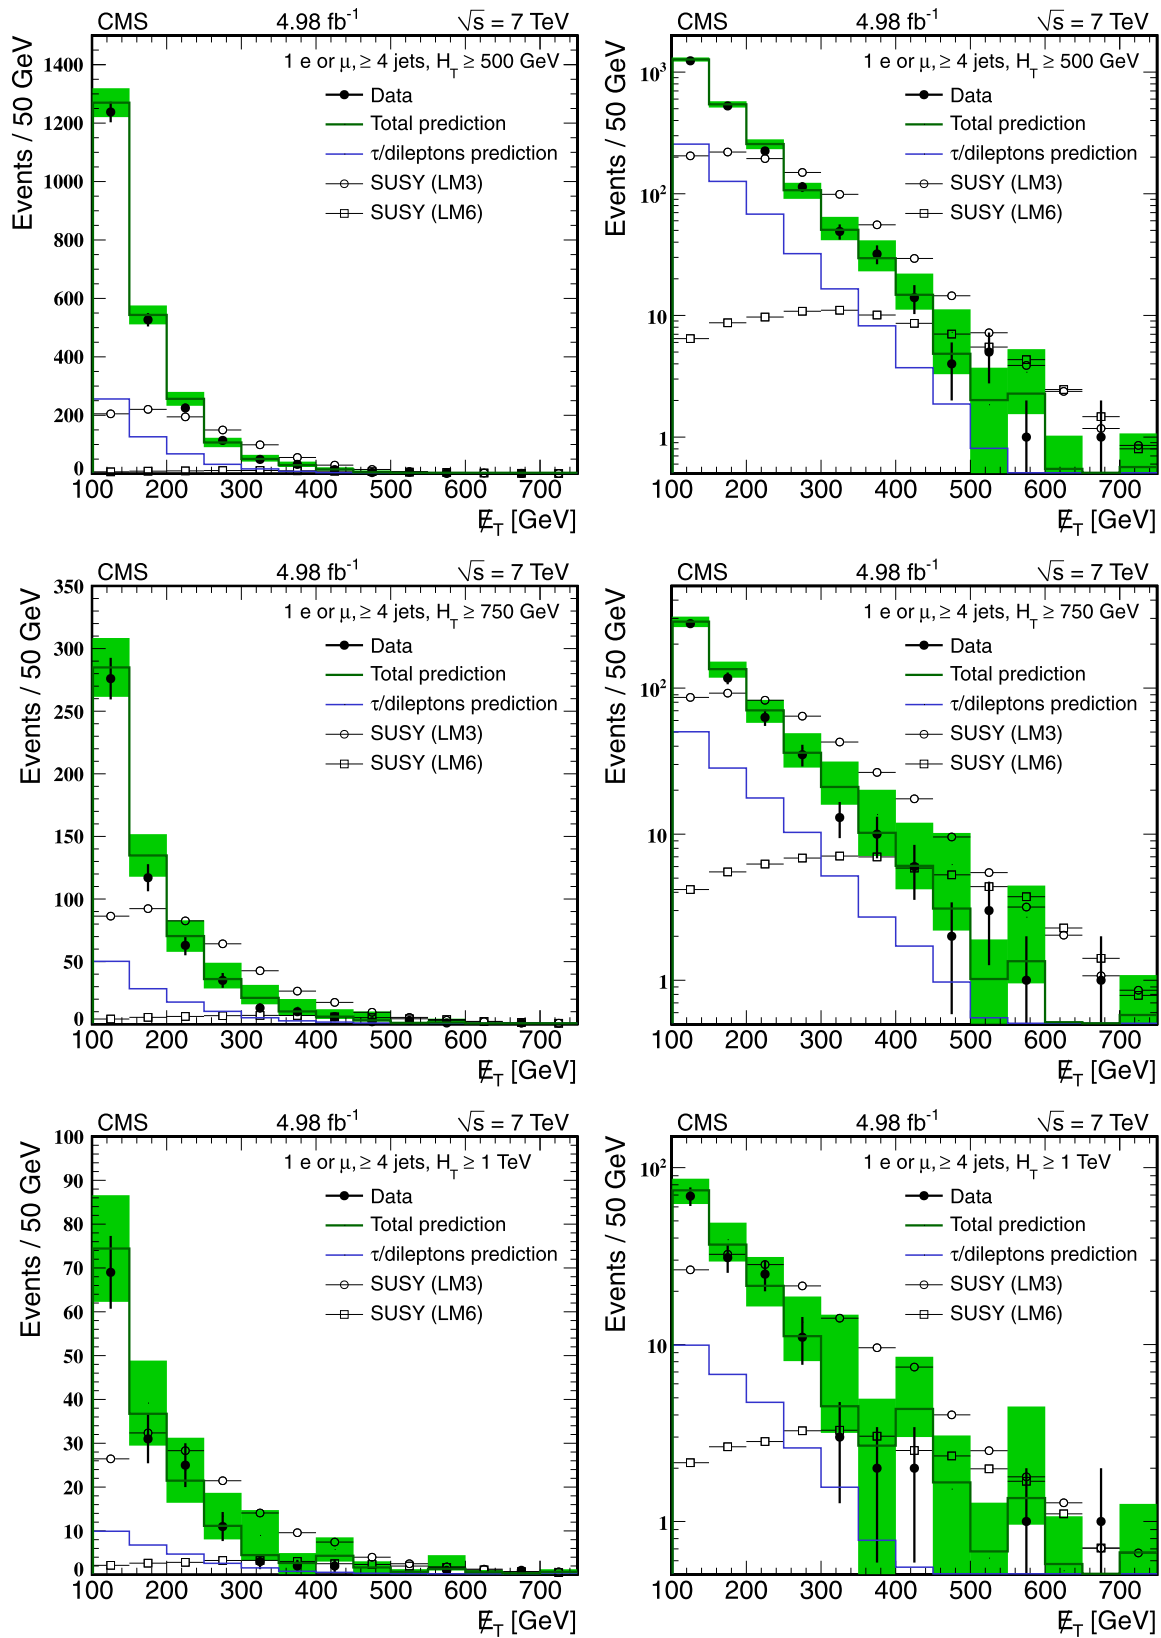 CMS 4.98 fb⁻¹ √s = 7 TeV
Events / 50 GeV
1 e or μ, ≥ 4 jets, H_T ≥ 500 GeV
Data
Total prediction
τ/dileptons prediction
SUSY (LM3)
SUSY (LM6)
1400
1200
1000
800
600
400
200
0
100 200 300 400 500 600 700
E̸_T [GeV]
CMS 4.98 fb⁻¹ √s = 7 TeV
Events / 50 GeV
1 e or μ, ≥ 4 jets, H_T ≥ 500 GeV
Data
Total prediction
τ/dileptons prediction
SUSY (LM3)
SUSY (LM6)
10³
10²
10
1
100 200 300 400 500 600 700
E̸_T [GeV]
CMS 4.98 fb⁻¹ √s = 7 TeV
Events / 50 GeV
1 e or μ, ≥ 4 jets, H_T ≥ 750 GeV
Data
Total prediction
τ/dileptons prediction
SUSY (LM3)
SUSY (LM6)
350
300
250
200
150
100
50
0
100 200 300 400 500 600 700
E̸_T [GeV]
CMS 4.98 fb⁻¹ √s = 7 TeV
Events / 50 GeV
1 e or μ, ≥ 4 jets, H_T ≥ 750 GeV
Data
Total prediction
τ/dileptons prediction
SUSY (LM3)
SUSY (LM6)
10²
10
1
100 200 300 400 500 600 700
E̸_T [GeV]
CMS 4.98 fb⁻¹ √s = 7 TeV
Events / 50 GeV
1 e or μ, ≥ 4 jets, H_T ≥ 1 TeV
Data
Total prediction
τ/dileptons prediction
SUSY (LM3)
SUSY (LM6)
100
90
80
70
60
50
40
30
20
10
0
100 200 300 400 500 600 700
E̸_T [GeV]
CMS 4.98 fb⁻¹ √s = 7 TeV
Events / 50 GeV
1 e or μ, ≥ 4 jets, H_T ≥ 1 TeV
Data
Total prediction
τ/dileptons prediction
SUSY (LM3)
SUSY (LM6)
10²
10
1
100 200 300 400 500 600 700
E̸_T [GeV]